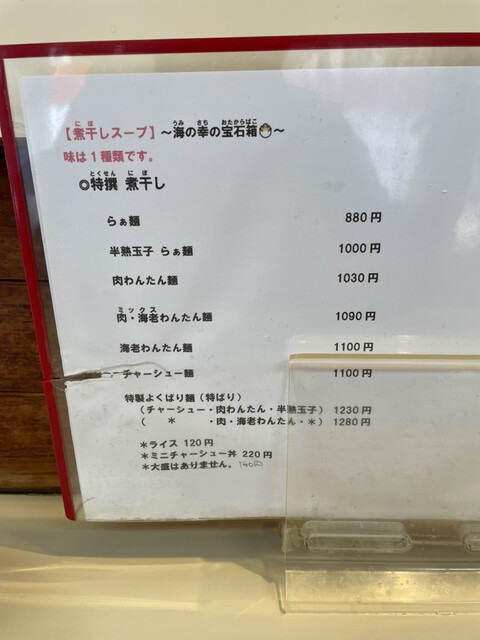 【煮干しスープ】～海の幸の宝石箱～
味は1種類です。
◎特撰 煮干し
らぁ麺 880円
半熟玉子 らぁ麺 1000円
肉わんたん麺 1030円
肉・海老わんたん麺 1090円
海老わんたん麺 1100円
チャーシュー麺 1100円
特製よくばり麺（特ばり）
（チャーシュー・肉わんたん・半熟玉子） 1230円
（ ＊ ・肉・海老わんたん・＊） 1280円
＊ライス 120円
＊ミニチャーシュー丼 220円
＊大盛はありません。140円